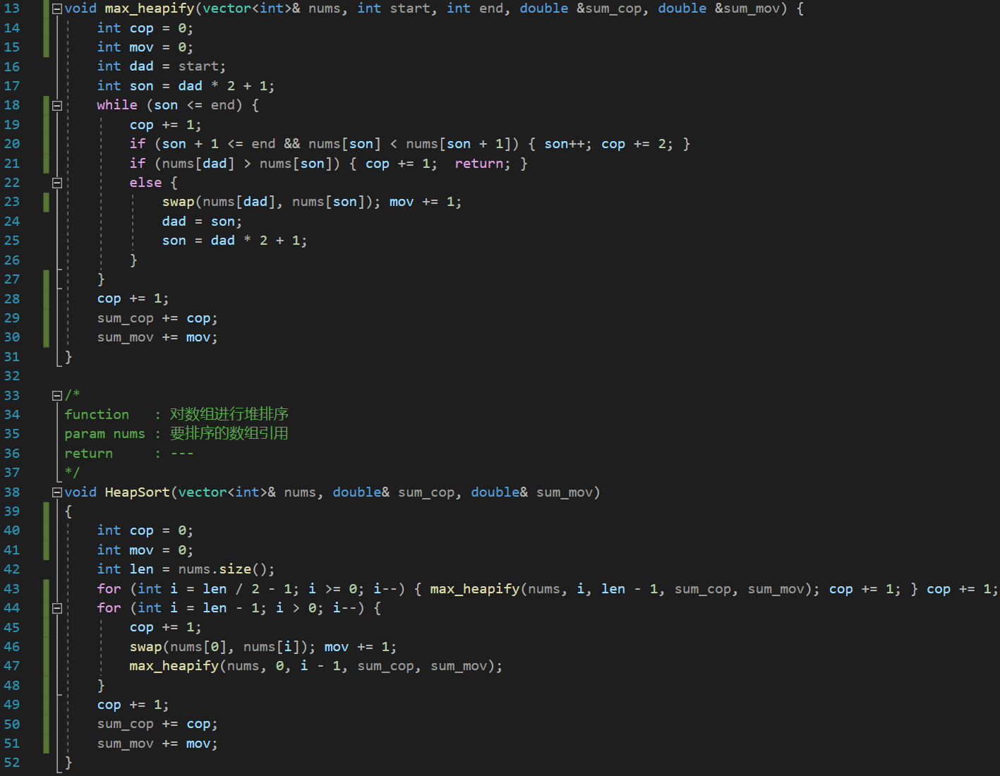 13 void max_heapify(vector<int>& nums, int start, int end, double &sum_cop, double &sum_mov) {
14     int cop = 0;
15     int mov = 0;
16     int dad = start;
17     int son = dad * 2 + 1;
18     while (son <= end) {
19         cop += 1;
20         if (son + 1 <= end && nums[son] < nums[son + 1]) { son++; cop += 2; }
21         if (nums[dad] > nums[son]) { cop += 1;  return; }
22         else {
23             swap(nums[dad], nums[son]); mov += 1;
24             dad = son;
25             son = dad * 2 + 1;
26         }
27     }
28     cop += 1;
29     sum_cop += cop;
30     sum_mov += mov;
31 }
32
33 /*
34 function   : 对数组进行堆排序
35 param nums : 要排序的数组引用
36 return     : ---
37 */
38 void HeapSort(vector<int>& nums, double& sum_cop, double& sum_mov)
39 {
40     int cop = 0;
41     int mov = 0;
42     int len = nums.size();
43     for (int i = len / 2 - 1; i >= 0; i--) { max_heapify(nums, i, len - 1, sum_cop, sum_mov); cop += 1; } cop += 1;
44     for (int i = len - 1; i > 0; i--) {
45         cop += 1;
46         swap(nums[0], nums[i]); mov += 1;
47         max_heapify(nums, 0, i - 1, sum_cop, sum_mov);
48     }
49     cop += 1;
50     sum_cop += cop;
51     sum_mov += mov;
52 }